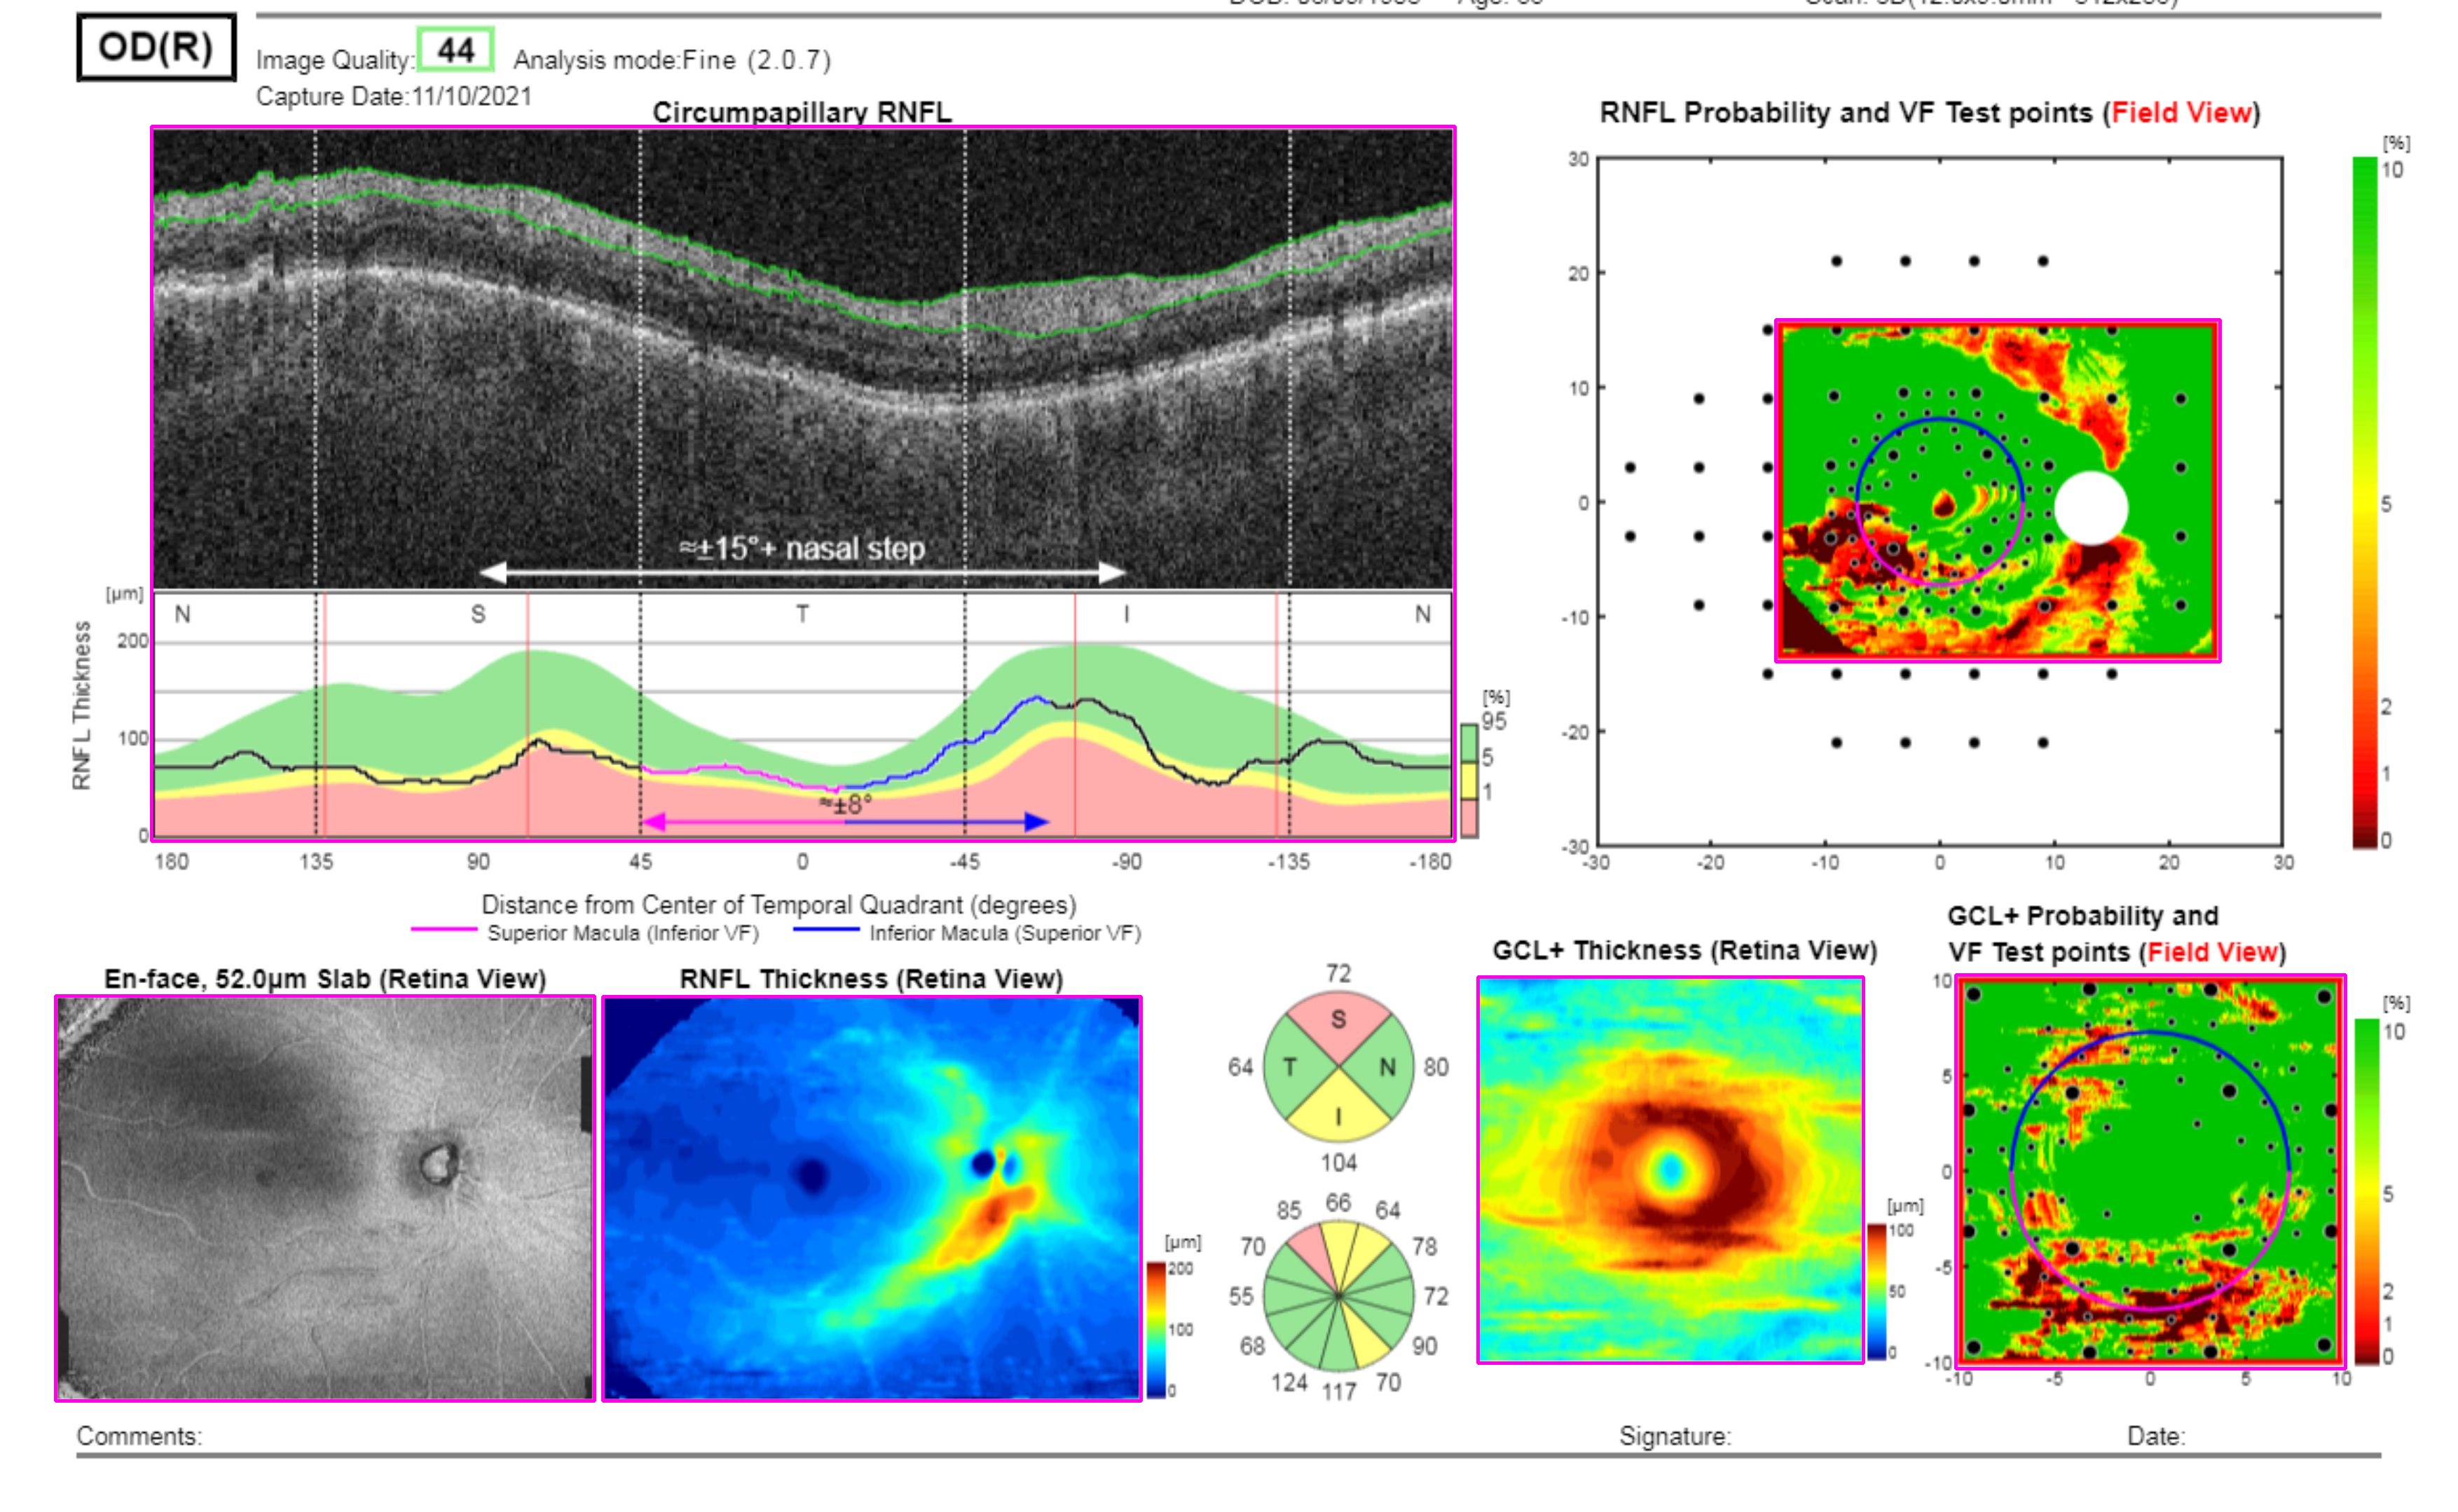 OD(R)
Image Quality: 44 Analysis mode:Fine (2.0.7)
Capture Date:11/10/2021
Circumpapillary RNFL
≈±15°+ nasal step
[µm]
N S T I N
RNFL Thickness
200
100
0
≈±8°
[%]
95
5
1
180 135 90 45 0 -45 -90 -135 -180
Distance from Center of Temporal Quadrant (degrees)
Superior Macula (Inferior VF) Inferior Macula (Superior VF)
RNFL Probability and VF Test points (Field View)
30
20
10
0
-10
-20
-30
-30 -20 -10 0 10 20 30
[%]
10
5
2
1
0
En-face, 52.0µm Slab (Retina View)
RNFL Thickness (Retina View)
[µm]
200
100
0
72
S
64 T N 80
I
104
85 66 64
70 78
55 72
68 90
124 117 70
GCL+ Thickness (Retina View)
[µm]
100
50
0
GCL+ Probability and
VF Test points (Field View)
10
5
0
-5
-10
-10 -5 0 5 10
[%]
10
5
2
1
0
Comments: Signature: Date: